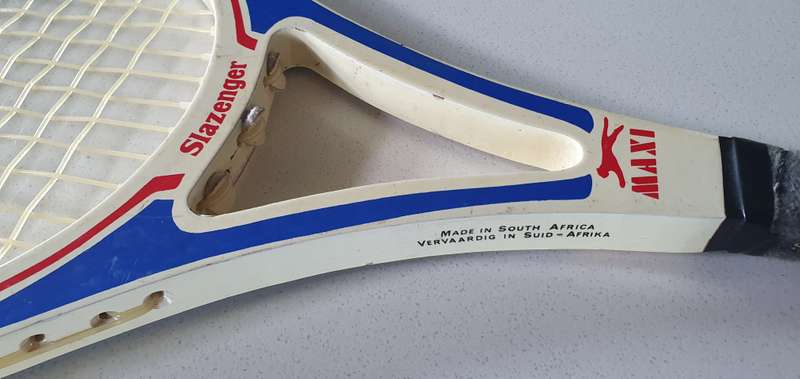 Slazenger
MAXI
MADE IN SOUTH AFRICA
VERVAARDIG IN SUID-AFRIKA